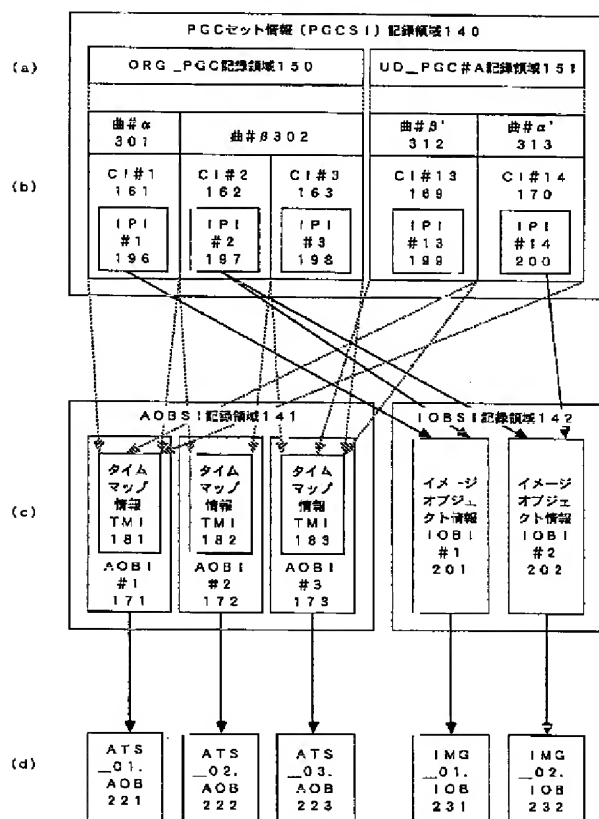 PGCセット情報(PGCSI)記録領域140
(a)
ORG_PGC記録領域150
UD_PGC#A記録領域151
曲#α
301
曲#β302
曲#β'
312
曲#α'
313
(b)
CI#1
161
CI#2
162
CI#3
163
CI#13
169
CI#14
170
IPI
#1
196
IPI
#2
197
IPI
#3
198
IPI
#13
199
IPI
#14
200
AOBSI記録領域141
IOBSI記録領域142
(c)
タイム
マップ
情報
TMI
181
タイム
マップ
情報
TMI
182
タイム
マップ
情報
TMI
183
AOBI
#1
171
AOBI
#2
172
AOBI
#3
173
イメージ
オブジェ
クト情報
IOBI
#1
201
イメージ
オブジェ
クト情報
IOBI
#2
202
(d)
ATS
_01.
AOB
221
ATS
_02.
AOB
222
ATS
_03.
AOB
223
IMG
_01.
IOB
231
IMG
_02.
IOB
232